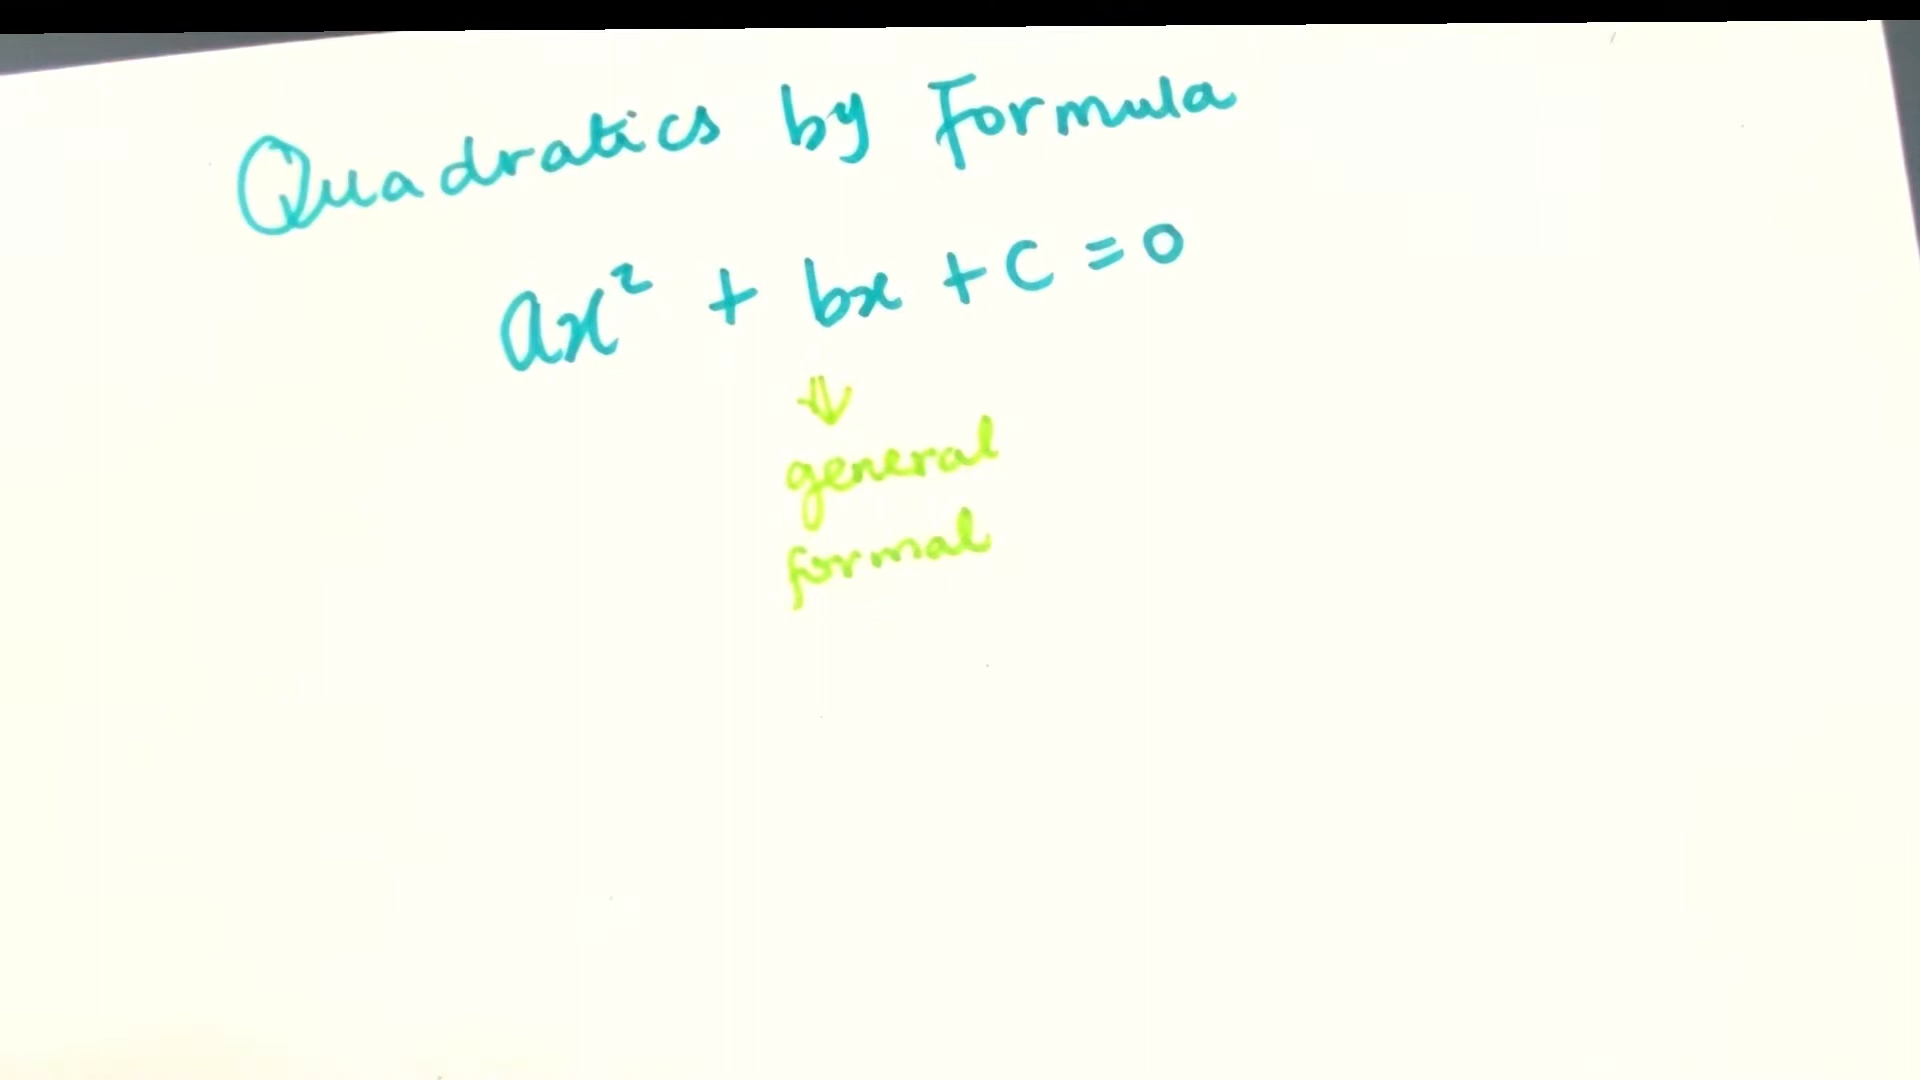 Quadratics by Formula
ax² + bx + c = 0
⇓
general
formal